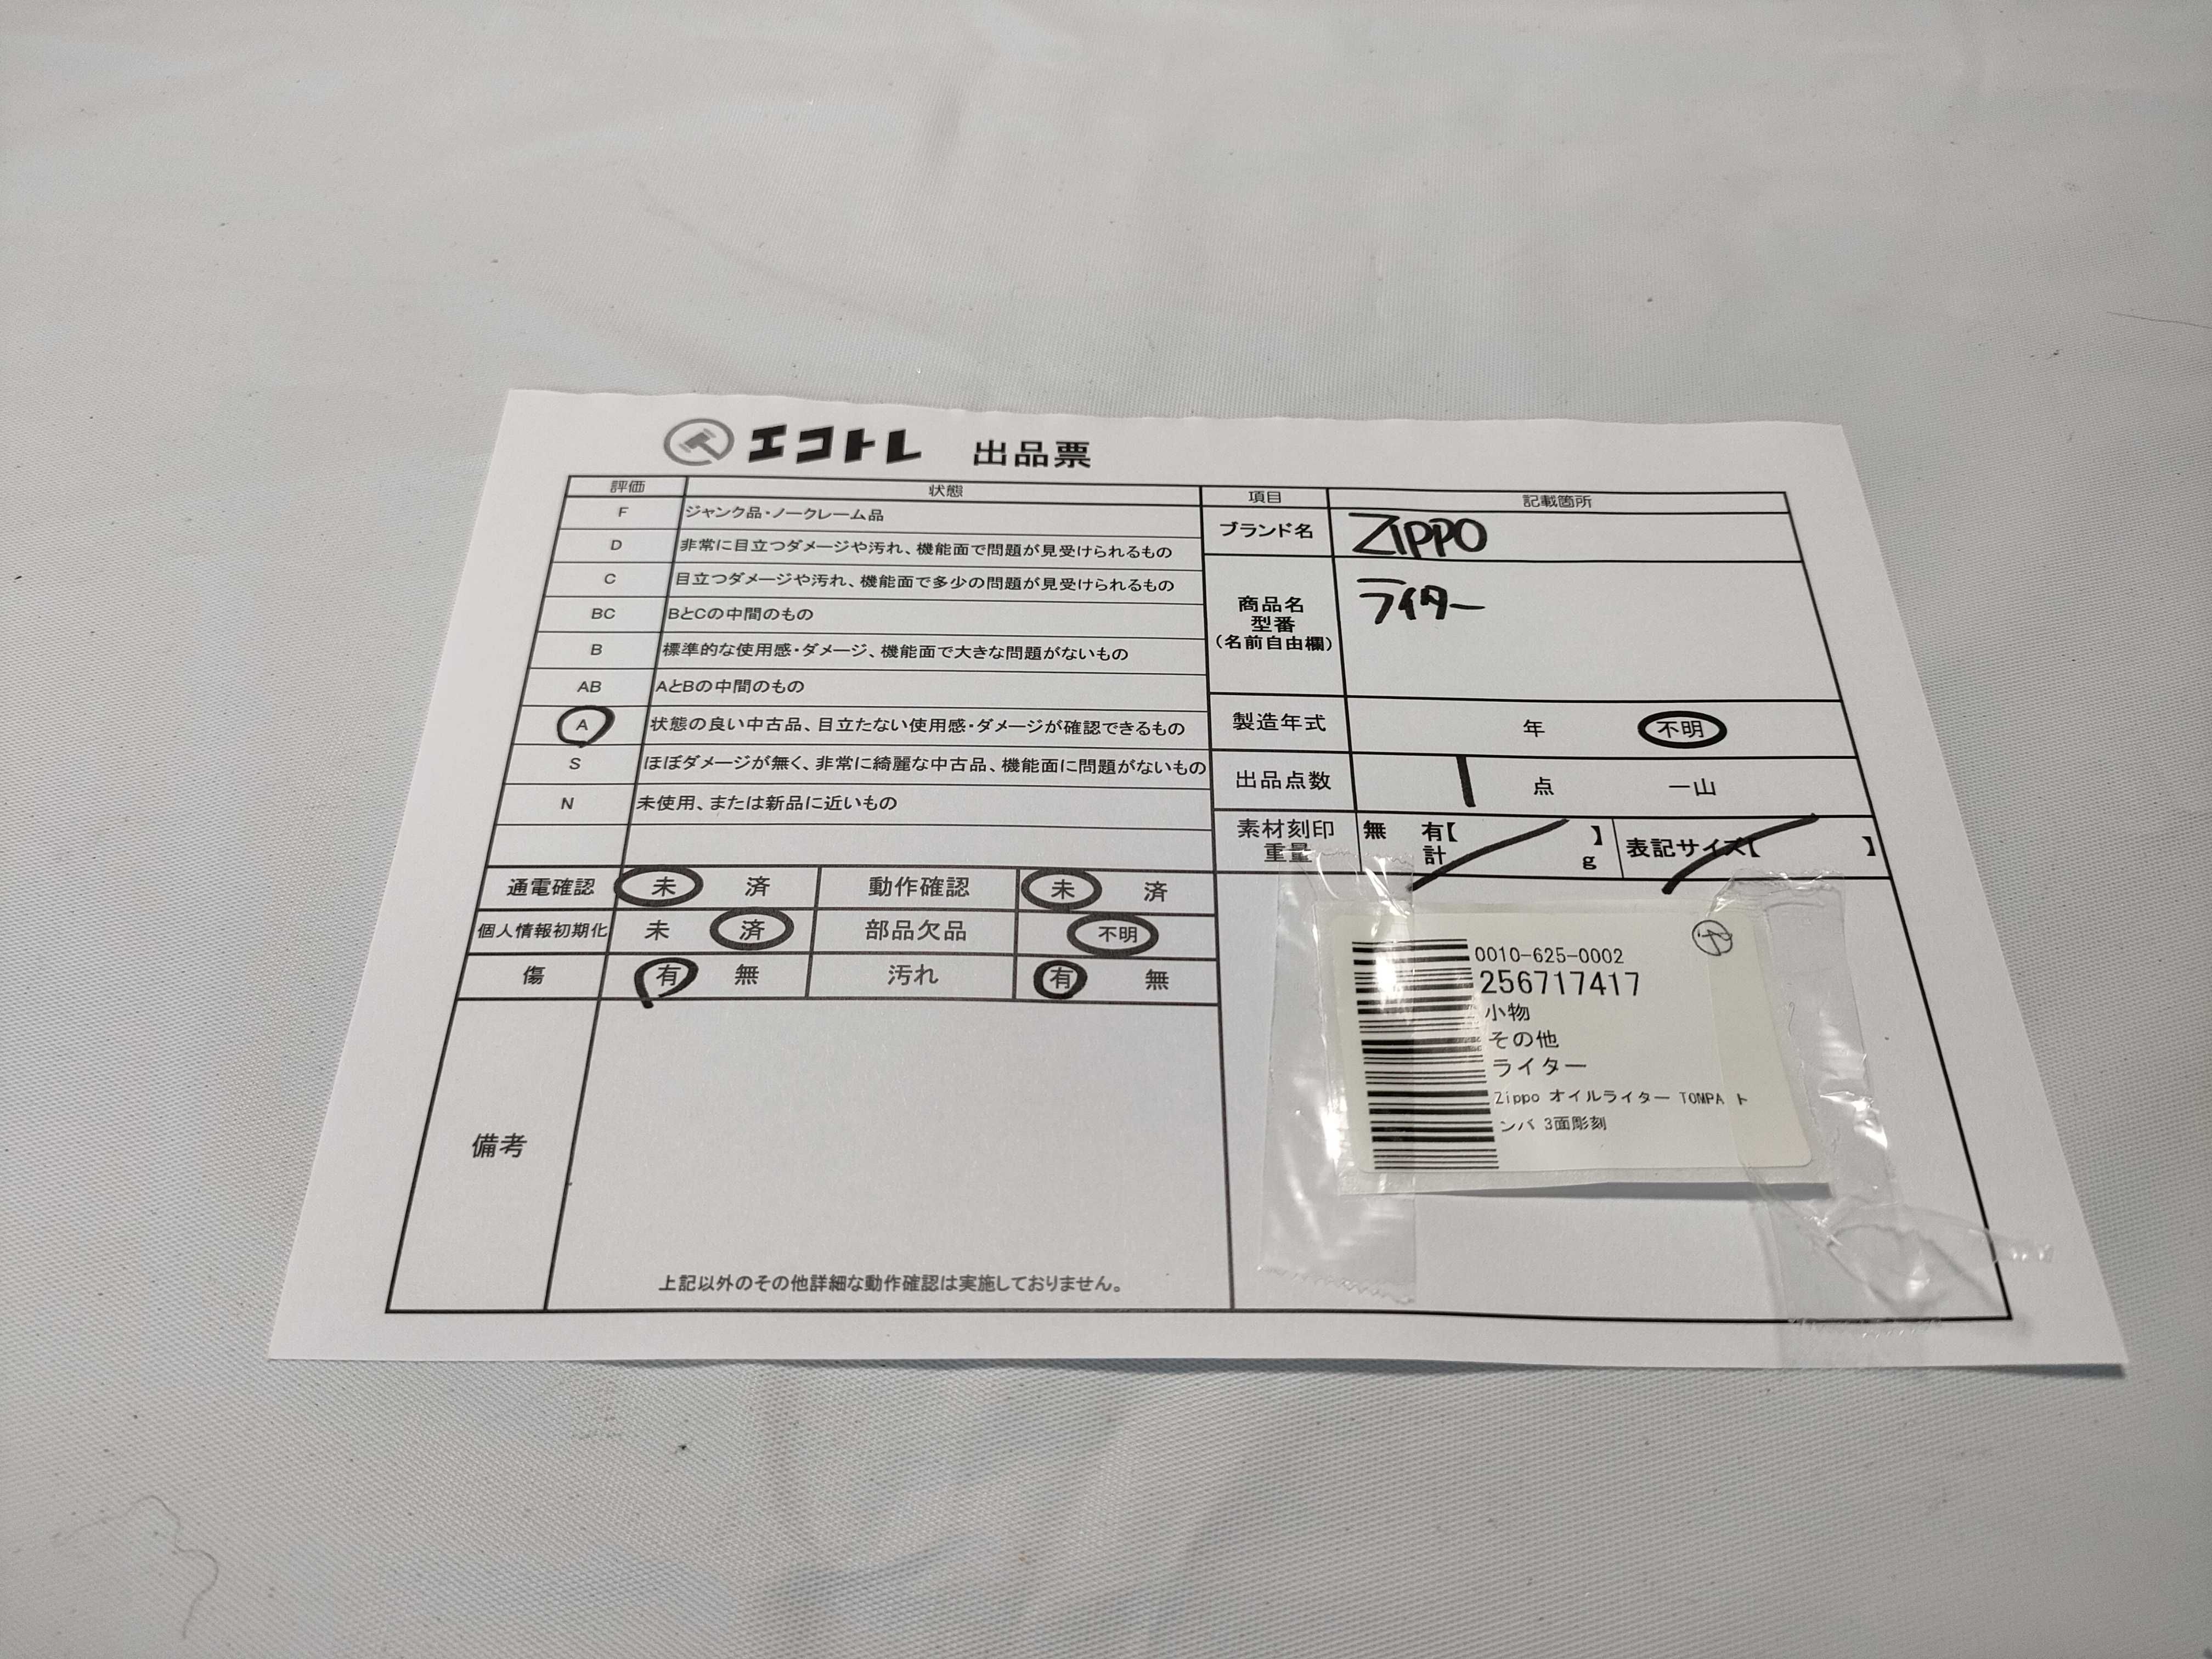 エコトレ 出品票
評価 状態 項目 記載箇所
F ジャンク品・ノークレーム品
D 非常に目立つダメージや汚れ、機能面で問題が見受けられるもの
C 目立つダメージや汚れ、機能面で多少の問題が見受けられるもの
BC BとCの中間のもの
B 標準的な使用感・ダメージ、機能面で大きな問題がないもの
AB AとBの中間のもの
A 状態の良い中古品、目立たない使用感・ダメージが確認できるもの
S ほぼダメージが無く、非常に綺麗な中古品、機能面に問題がないもの
N 未使用、または新品に近いもの
ブランド名 ZIPPO
商品名
型番
(名前自由欄)
ライター
製造年式 年 不明
出品点数 1 点 一山
素材刻印 無 有【 】 表記サイズ【 】
重量 計 g
通電確認 未 済 動作確認 未 済
個人情報初期化 未 済 部品欠品 不明
傷 有 無 汚れ 有 無
備考
上記以外のその他詳細な動作確認は実施しておりません。
0010-625-0002
256717417
小物
その他
ライター
Zippo オイルライター TOMPA ト
ンバ 3面彫刻